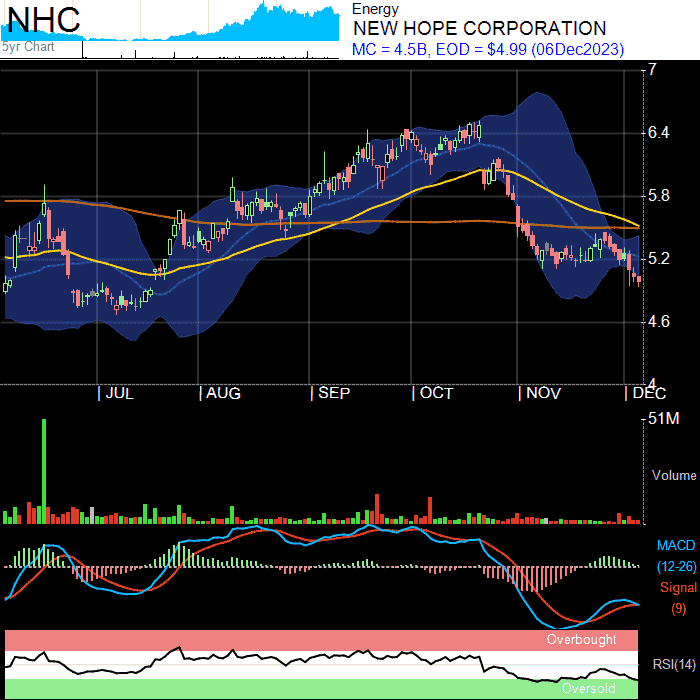 NHC
5yr Chart
Energy
NEW HOPE CORPORATION
MC = 4.5B, EOD = $4.99 (06Dec2023)
7
6.4
5.8
5.2
4.6
4
| JUL | AUG | SEP | OCT | NOV | DEC
51M
Volume
MACD
(12-26)
Signal
(9)
Overbought
RSI(14)
Oversold